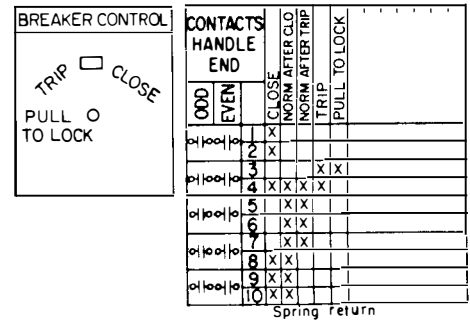 BREAKER CONTROL
TRIP CLOSE
PULL O
TO LOCK
CONTACTS
HANDLE
END
ODD
EVEN
CLOSE
NORM AFTER CLO
NORM AFTER TRIP
TRIP
PULL TO LOCK
1 X
2 X
3 X X
4 X X X X
5 X X
6 X X
7 X X
8 X X
9 X X
10 X X
Spring return